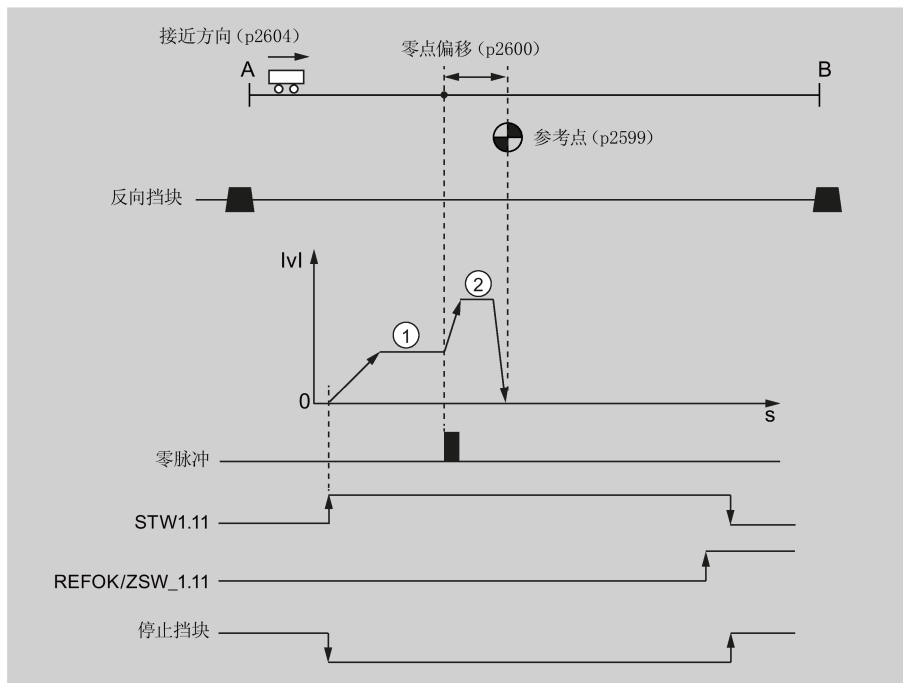 接近方向(p2604)
零点偏移(p2600)
A
B
参考点(p2599)
反向挡块
|v|
1
2
0
s
零脉冲
STW1.11
REFOK/ZSW_1.11
停止挡块